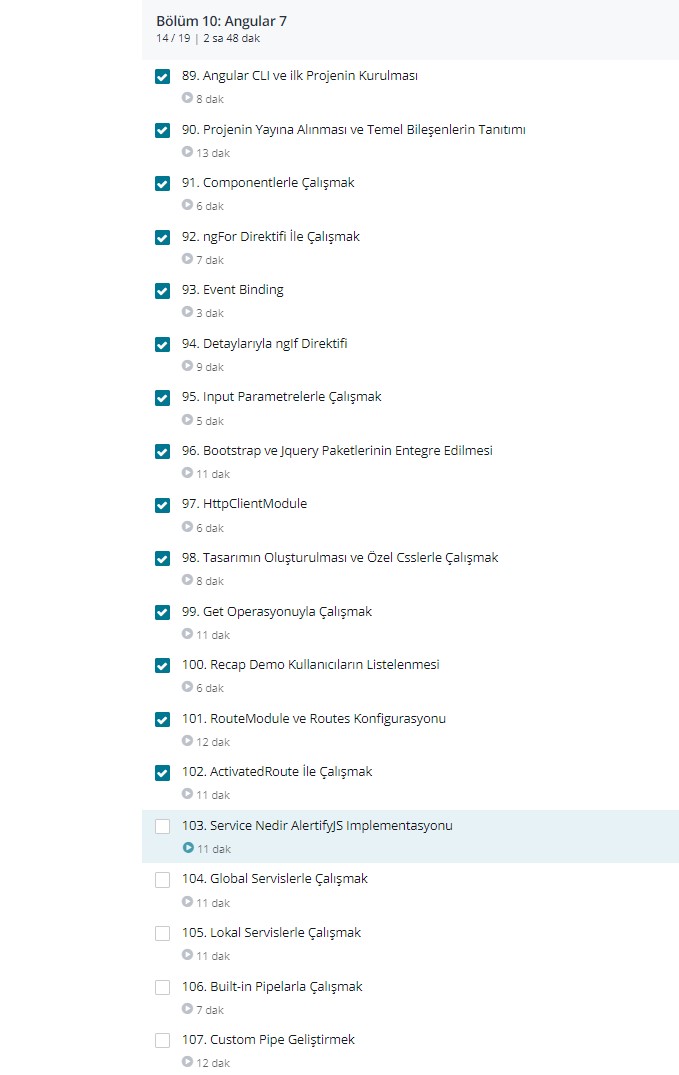 Bölüm 10: Angular 7
14 / 19 | 2 sa 48 dak
89. Angular CLI ve ilk Projenin Kurulması
8 dak
90. Projenin Yayına Alınması ve Temel Bileşenlerin Tanıtımı
13 dak
91. Componentlerle Çalışmak
6 dak
92. ngFor Direktifi İle Çalışmak
7 dak
93. Event Binding
3 dak
94. Detaylarıyla ngIf Direktifi
9 dak
95. Input Parametrelerle Çalışmak
5 dak
96. Bootstrap ve Jquery Paketlerinin Entegre Edilmesi
11 dak
97. HttpClientModule
6 dak
98. Tasarımın Oluşturulması ve Özel Csslerle Çalışmak
8 dak
99. Get Operasyonuyla Çalışmak
11 dak
100. Recap Demo Kullanıcıların Listelenmesi
6 dak
101. RouteModule ve Routes Konfigurasyonu
12 dak
102. ActivatedRoute İle Çalışmak
11 dak
103. Service Nedir AlertifyJS Implementasyonu
11 dak
104. Global Servislerle Çalışmak
11 dak
105. Lokal Servislerle Çalışmak
11 dak
106. Built-in Pipelarla Çalışmak
7 dak
107. Custom Pipe Geliştirmek
12 dak